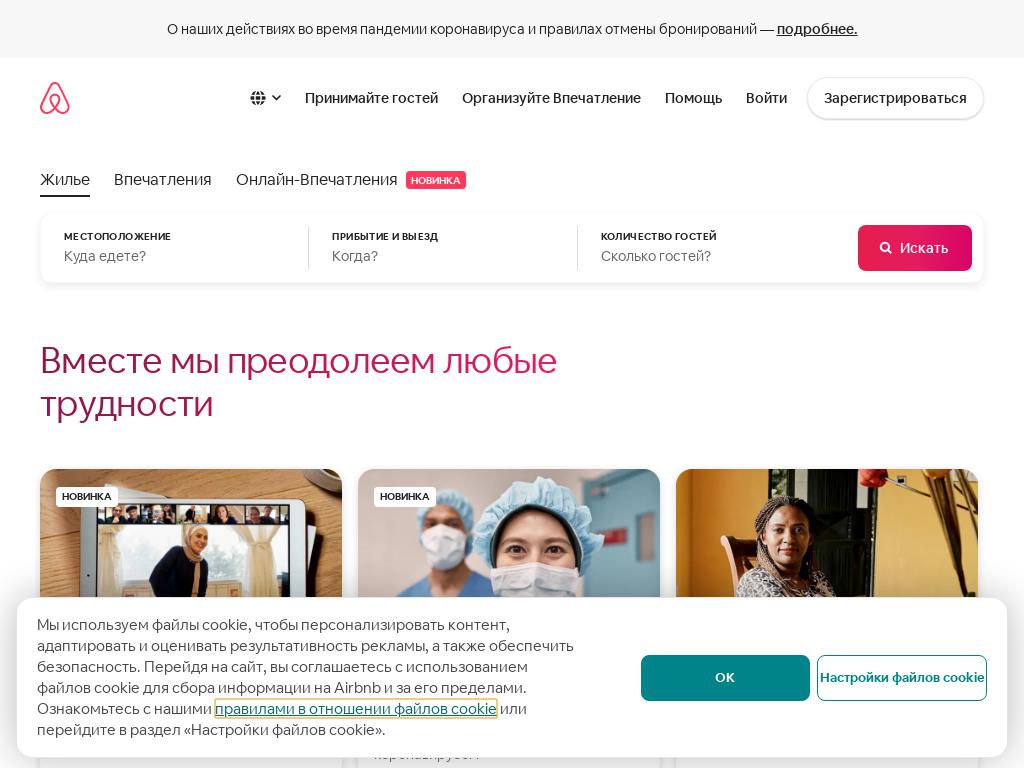 О наших действиях во время пандемии коронавируса и правилах отмены бронирований — подробнее.
Принимайте гостей
Организуйте Впечатление
Помощь
Войти
Зарегистрироваться
Жилье
Впечатления
Онлайн-Впечатления
НОВИНКА
МЕСТОПОЛОЖЕНИЕ
Куда едете?
ПРИБЫТИЕ И ВЫЕЗД
Когда?
КОЛИЧЕСТВО ГОСТЕЙ
Сколько гостей?
Искать
Вместе мы преодолеем любые
трудности
НОВИНКА
НОВИНКА
Мы используем файлы cookie, чтобы персонализировать контент,
адаптировать и оценивать результативность рекламы, а также обеспечить
безопасность. Перейдя на сайт, вы соглашаетесь с использованием
файлов cookie для сбора информации на Airbnb и за его пределами.
Ознакомьтесь с нашими правилами в отношении файлов cookie или
перейдите в раздел «Настройки файлов cookie».
OK
Настройки файлов cookie